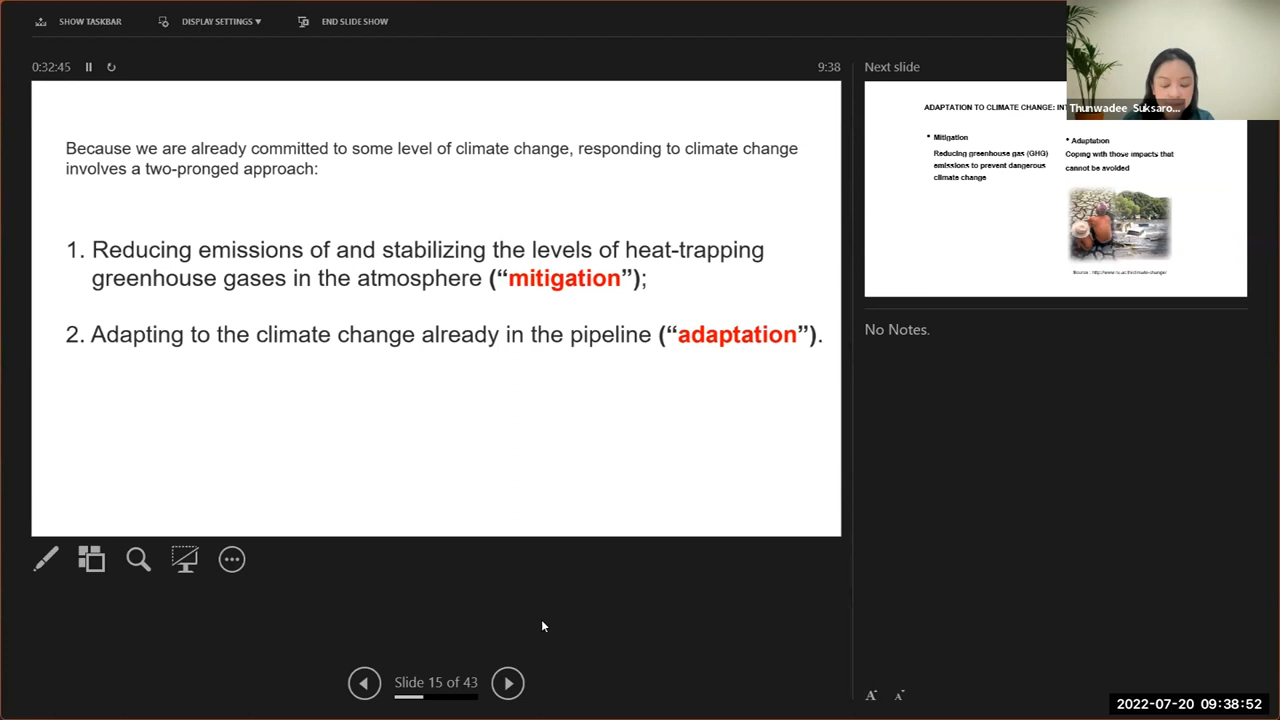 SHOW TASKBAR
DISPLAY SETTINGS ▼
END SLIDE SHOW
0:32:45
9:38
Because we are already committed to some level of climate change, responding to climate change
involves a two-pronged approach:
1. Reducing emissions of and stabilizing the levels of heat-trapping
greenhouse gases in the atmosphere (“mitigation”);
2. Adapting to the climate change already in the pipeline (“adaptation”).
Slide 15 of 43
Next slide
ADAPTATION TO CLIMATE CHANGE:
• Mitigation
Reducing greenhouse gas (GHG)
emissions to prevent dangerous
climate change
• Adaptation
Coping with those impacts that
cannot be avoided
Source :
No Notes.
Thunwadee Suksaro...
2022-07-20 09:38:52